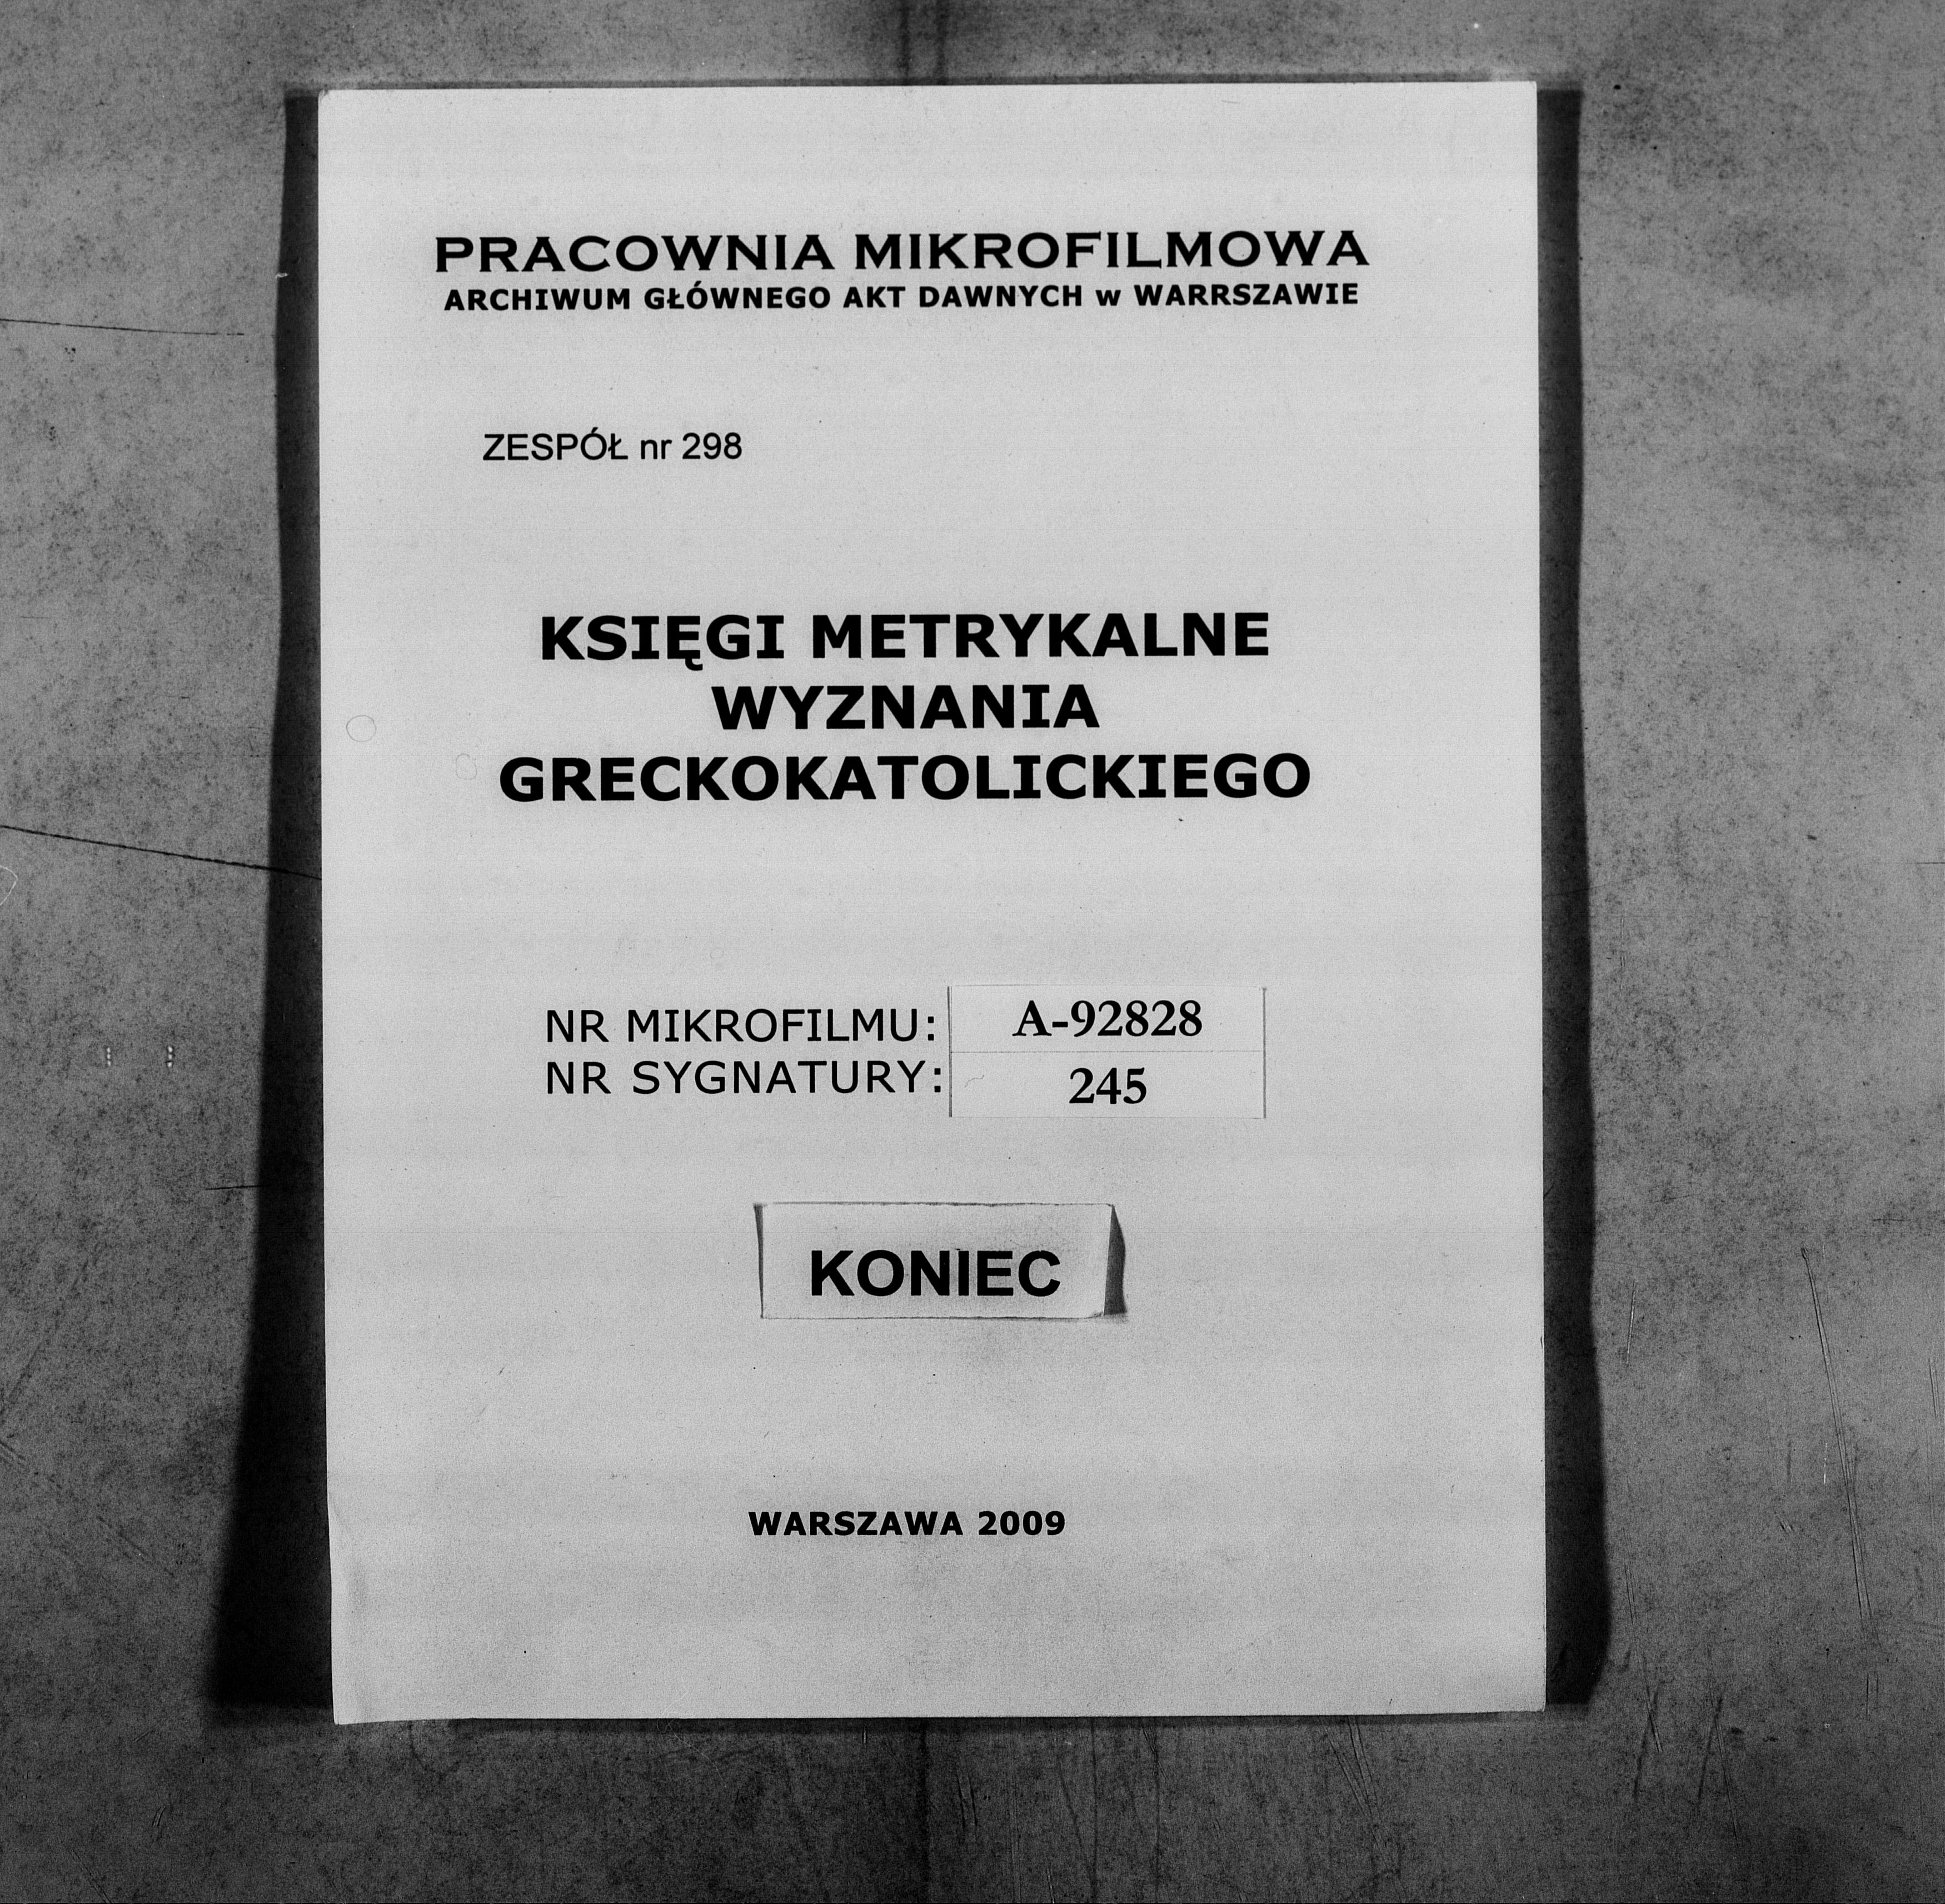 PRACOWNIA MIKROFILMOWA
ARCHIWUM GŁÓWNEGO AKT DAWNYCH w WARRSZAWIE
ZESPÓŁ nr 298
KSIĘGI METRYKALNE
WYZNANIA
GRECKOKATOLICKIEGO
NR MIKROFILMU: A-92828
NR SYGNATURY: 245
KONIEC
WARSZAWA 2009